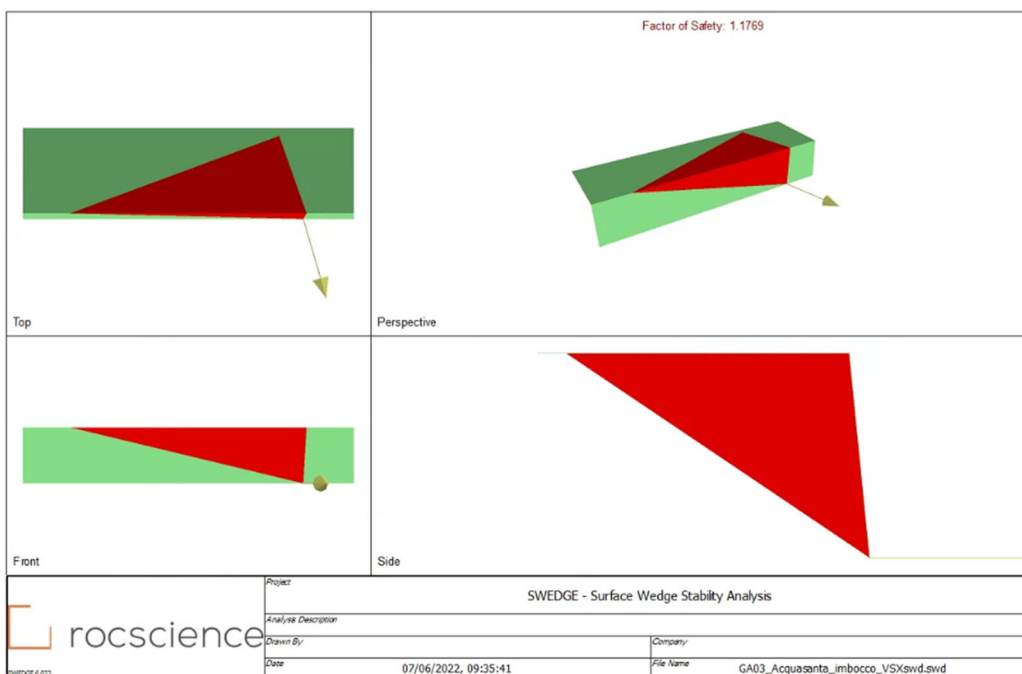 Factor of Safety: 1.1769
Top
Perspective
Front
Side
rocscience
Project
SWEDGE - Surface Wedge Stability Analysis
Analysis Description
Drawn By
Company
Date
07/06/2022, 09:35:41
File Name
GA03_Acquasanta_imbocco_VSXswd.swd